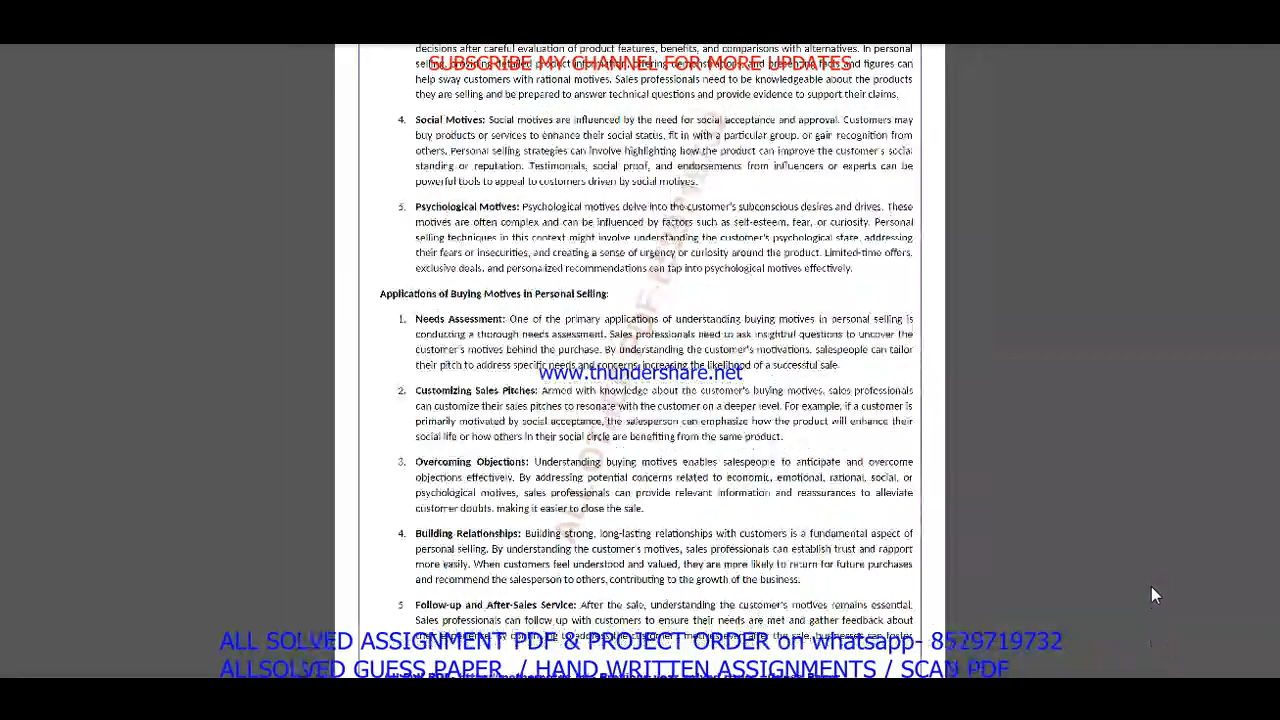 decisions after careful evaluation of product features, benefits, and comparisons with alternatives. In personal
SUBSCRIBE MY CHANNEL FOR MORE UPDATES
figures can
help sway customers with rational motives. Sales professionals need to be knowledgeable about the products
they are selling and be prepared to answer technical questions and provide evidence to support their claims.
4. Social Motives: Social motives are influenced by the need for social acceptance and approval. Customers may
buy products or services to enhance their social status, fit in with a particular group, or gain recognition from
others. Personal selling strategies can involve highlighting how the product can improve the customer's social
standing or reputation. Testimonials, social proof, and endorsements from influencers or experts can be
powerful tools to appeal to customers driven by social motives.
5. Psychological Motives: Psychological motives delve into the customer's subconscious desires and drives. These
motives are often complex and can be influenced by factors such as self-esteem, fear, or curiosity. Personal
selling techniques in this context might involve understanding the customer's psychological state, addressing
their fears or insecurities, and creating a sense of urgency or curiosity around the product. Limited-time offers,
exclusive deals, and personalized recommendations can tap into psychological motives effectively.
Applications of Buying Motives in Personal Selling:
1. Needs Assessment: One of the primary applications of understanding buying motives in personal selling is
conducting a thorough needs assessment. Sales professionals need to ask insightful questions to uncover the
customer's motives behind the purchase. By understanding the customer's motivations, salespeople can tailor
their pitch to address specific needs and concerns, increasing the likelihood of a successful sale.
www.thundershare.net
2. Customizing Sales Pitches: Armed with knowledge about the customer's buying motives, sales professionals
can customize their sales pitches to resonate with the customer on a deeper level. For example, if a customer is
primarily motivated by social acceptance, the salesperson can emphasize how the product will enhance their
social life or how others in their social circle are benefiting from the same product.
3. Overcoming Objections: Understanding buying motives enables salespeople to anticipate and overcome
objections effectively. By addressing potential concerns related to economic, emotional, rational, social, or
psychological motives, sales professionals can provide relevant information and reassurances to alleviate
customer doubts, making it easier to close the sale.
4. Building Relationships: Building strong, long-lasting relationships with customers is a fundamental aspect of
personal selling. By understanding the customer's motives, sales professionals can establish trust and rapport
more easily. When customers feel understood and valued, they are more likely to return for future purchases
and recommend the salesperson to others, contributing to the growth of the business.
5 Follow-up and After-Sales Service: After the sale, understanding the customer's motives remains essential.
Sales professionals can follow up with customers to ensure their needs are met and gather feedback about
ALL SOLVED ASSIGNMENT PDF & PROJECT ORDER on whatsapp- 8529719732
ALLSOLVED GUESS PAPER / HAND WRITTEN ASSIGNMENTS / SCAN PDF